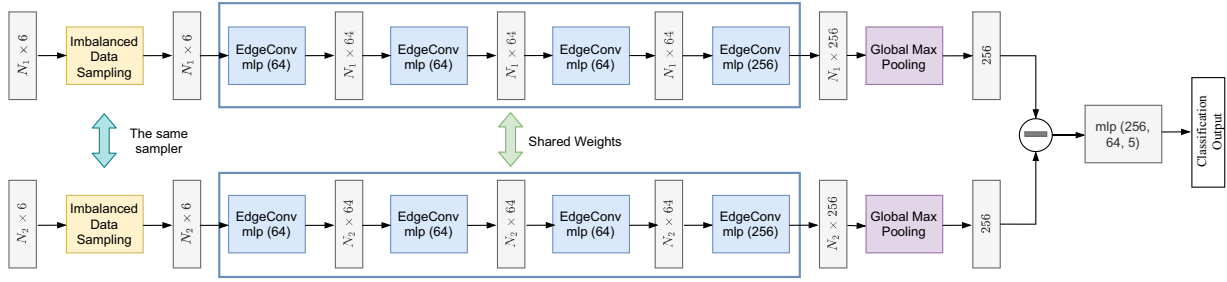 N₁ × 6
Imbalanced
Data
Sampling
N₁ × 6
EdgeConv
mlp (64)
N₁ × 64
EdgeConv
mlp (64)
N₁ × 64
EdgeConv
mlp (64)
N₁ × 64
EdgeConv
mlp (256)
N₁ × 256
Global Max
Pooling
256
The same
sampler
Shared Weights
mlp (256,
64, 5)
Classification
Output
N₂ × 6
Imbalanced
Data
Sampling
N₂ × 6
EdgeConv
mlp (64)
N₂ × 64
EdgeConv
mlp (64)
N₂ × 64
EdgeConv
mlp (64)
N₂ × 64
EdgeConv
mlp (256)
N₂ × 256
Global Max
Pooling
256